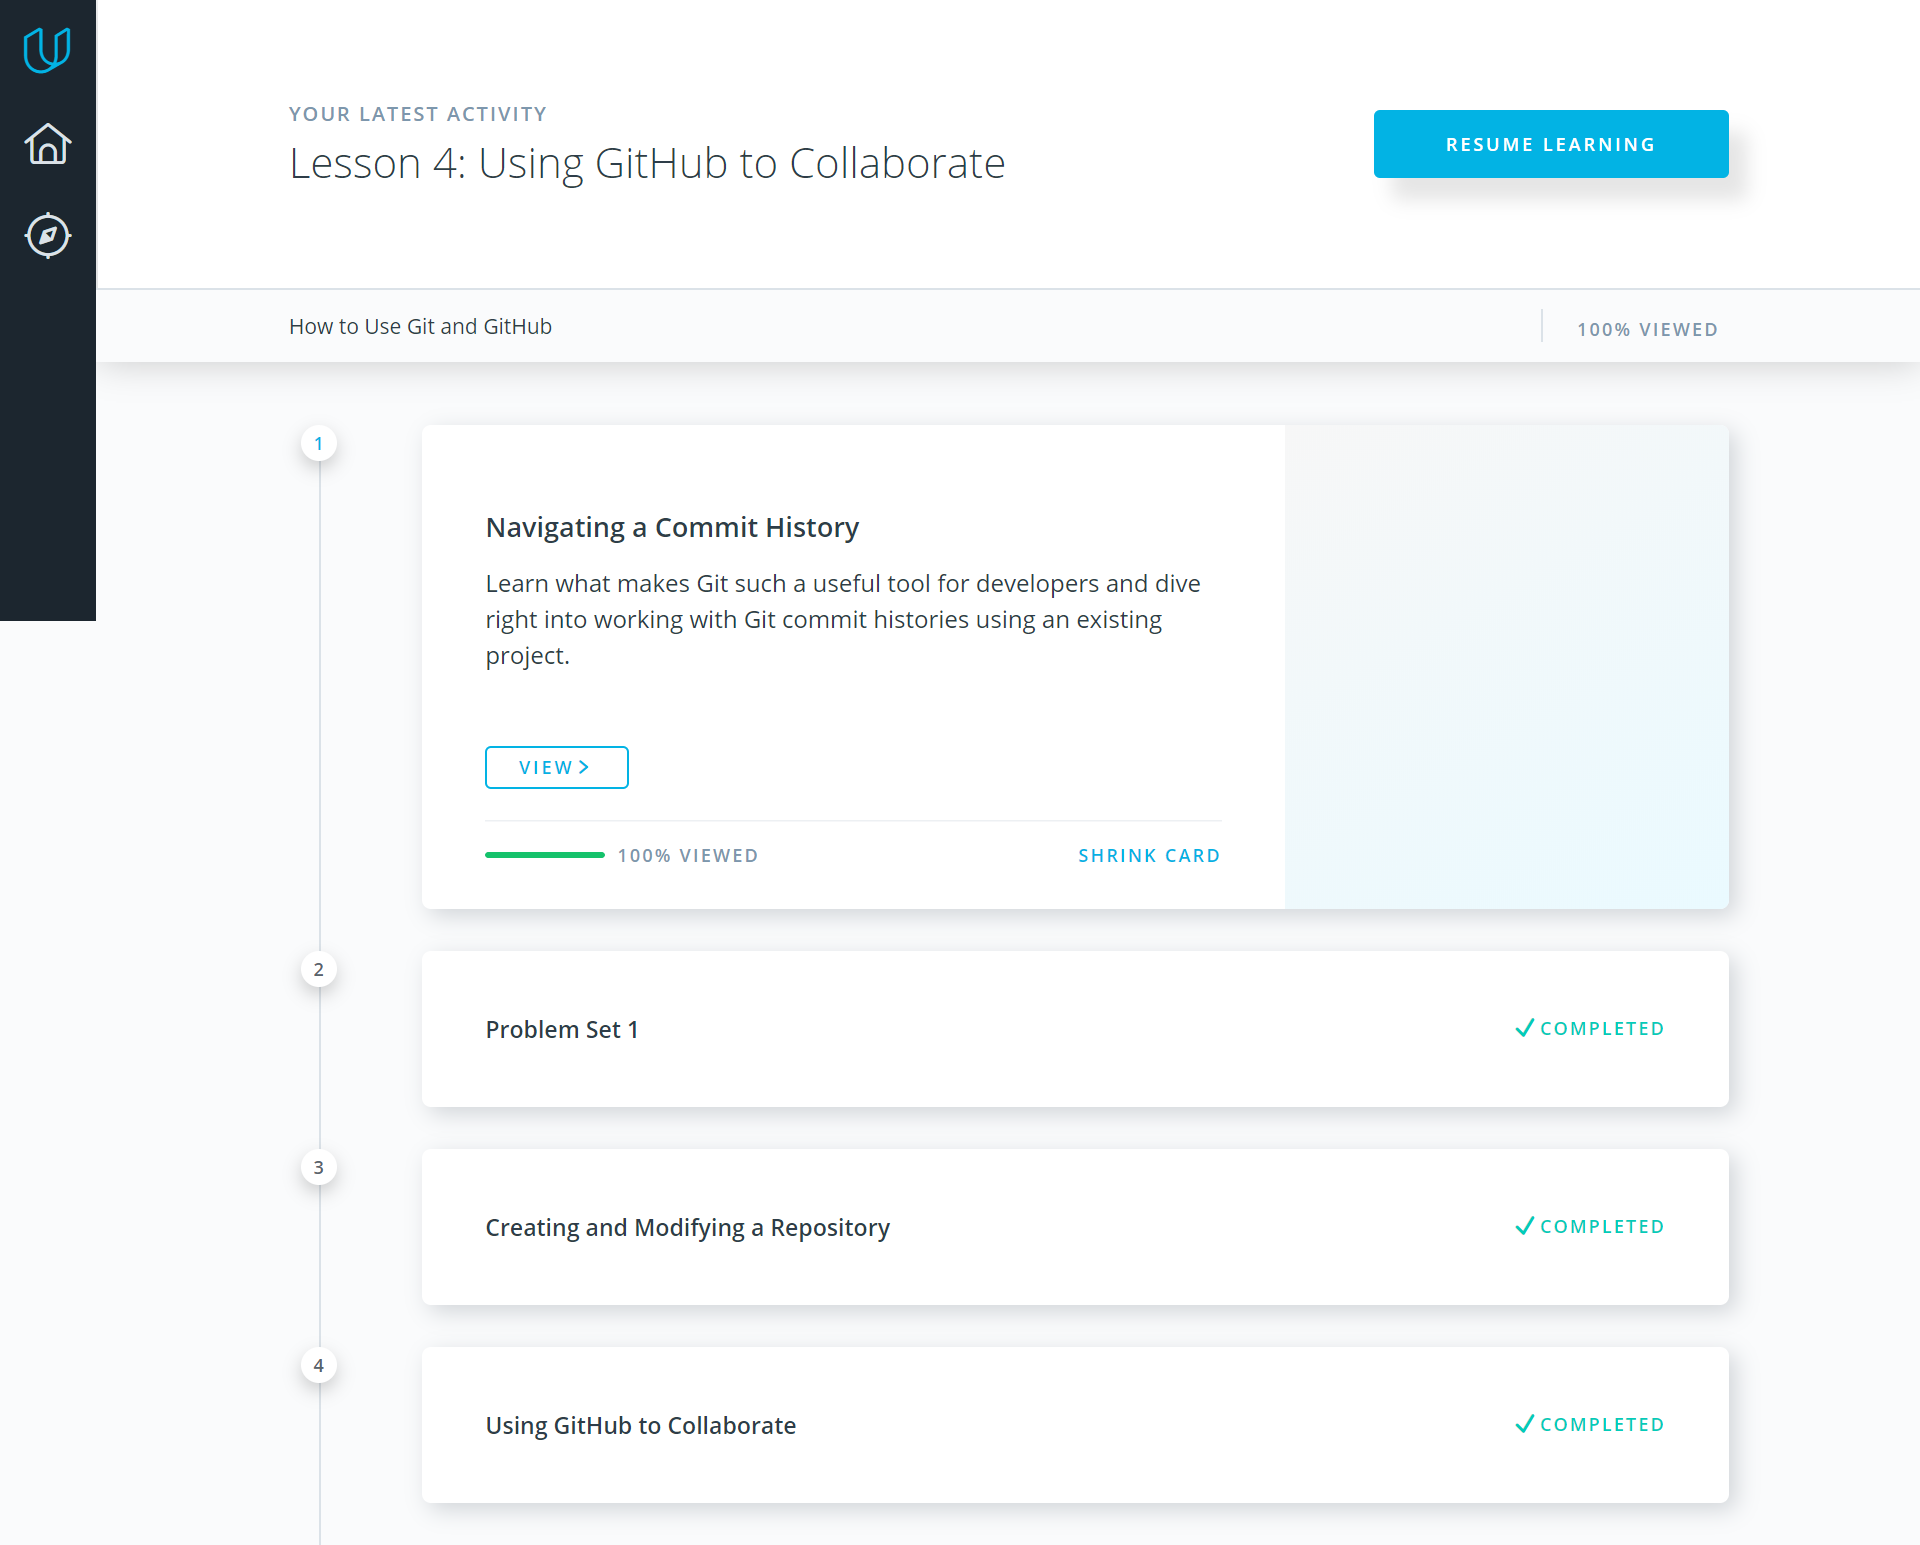 YOUR LATEST ACTIVITY
Lesson 4: Using GitHub to Collaborate
RESUME LEARNING
How to Use Git and GitHub
100% VIEWED
1
Navigating a Commit History
Learn what makes Git such a useful tool for developers and dive
right into working with Git commit histories using an existing
project.
VIEW
100% VIEWED
SHRINK CARD
2
Problem Set 1
COMPLETED
3
Creating and Modifying a Repository
COMPLETED
4
Using GitHub to Collaborate
COMPLETED